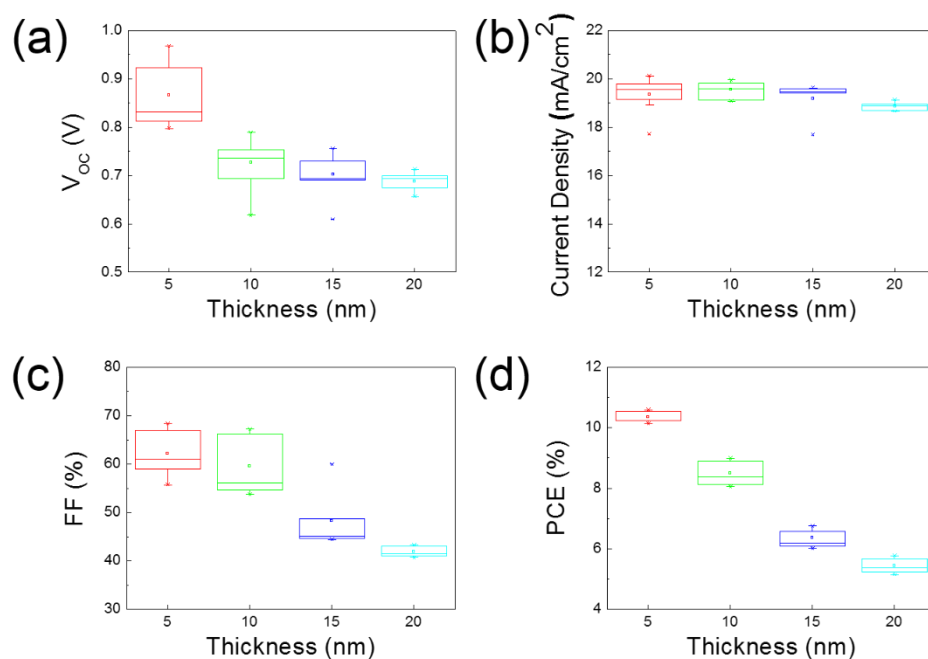 (a)
1.0
0.9
0.8
0.7
0.6
0.5
V_OC (V)
5 10 15 20
Thickness (nm)
(b)
22
20
18
16
14
12
Current Density (mA/cm²)
5 10 15 20
Thickness (nm)
(c)
80
70
60
50
40
30
FF (%)
5 10 15 20
Thickness (nm)
(d)
12
10
8
6
4
PCE (%)
5 10 15 20
Thickness (nm)